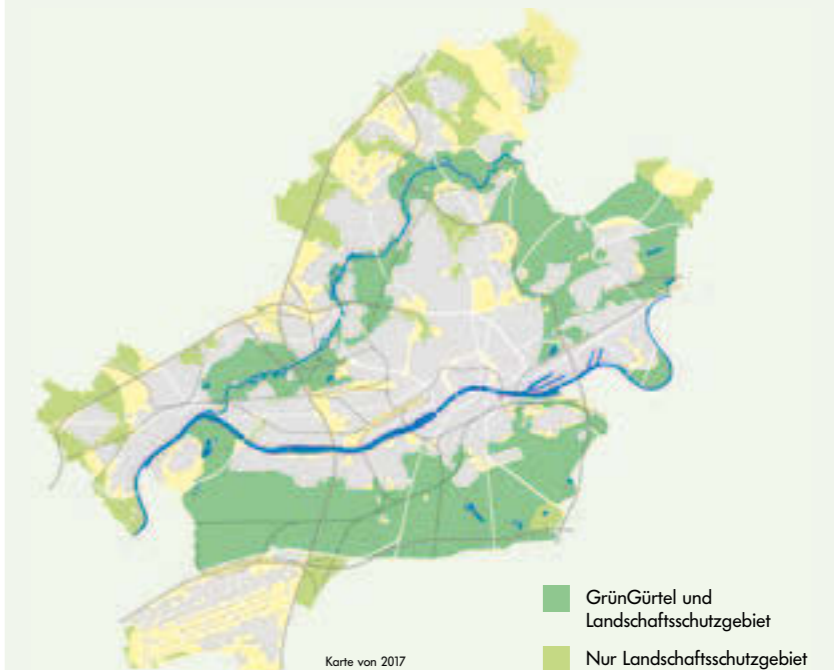 GrünGürtel und
Landschaftsschutzgebiet
Karte von 2017
Nur Landschaftsschutzgebiet